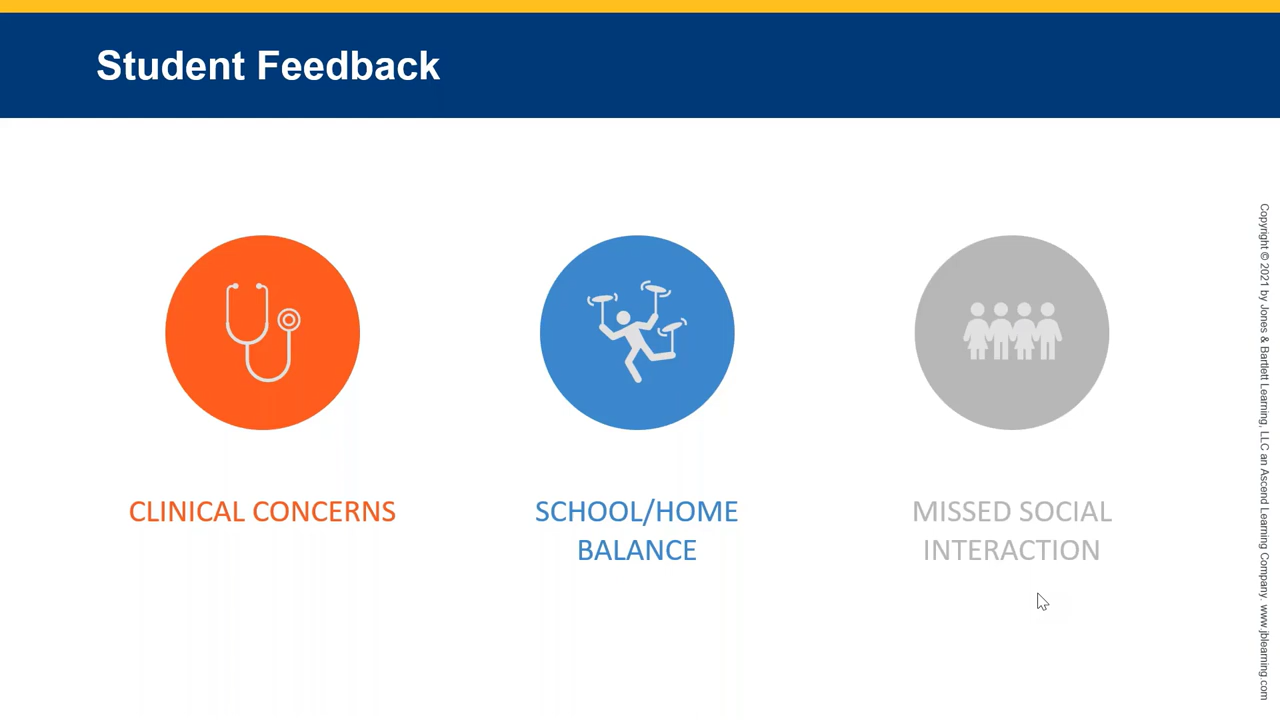 Student Feedback
CLINICAL CONCERNS
SCHOOL/HOME
BALANCE
MISSED SOCIAL
INTERACTION
Copyright © 2021 by Jones & Bartlett Learning, LLC an Ascend Learning Company. www.jblearning.com